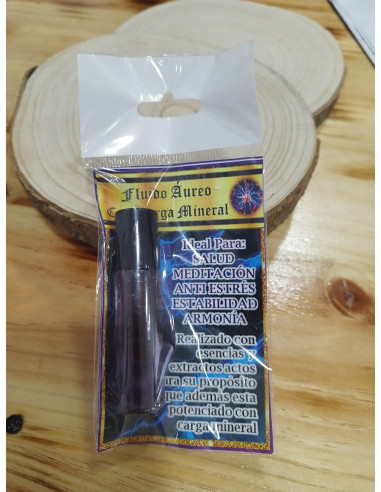 Fluido Áureo
Carga Mineral
Ideal Para:
SALUD
MEDITACIÓN
ANTI ESTRÉS
ESTABILIDAD
ARMONÍA
Realizado con
esencias y
extractos actos
su propósito
que además esta
potenciado con
carga mineral